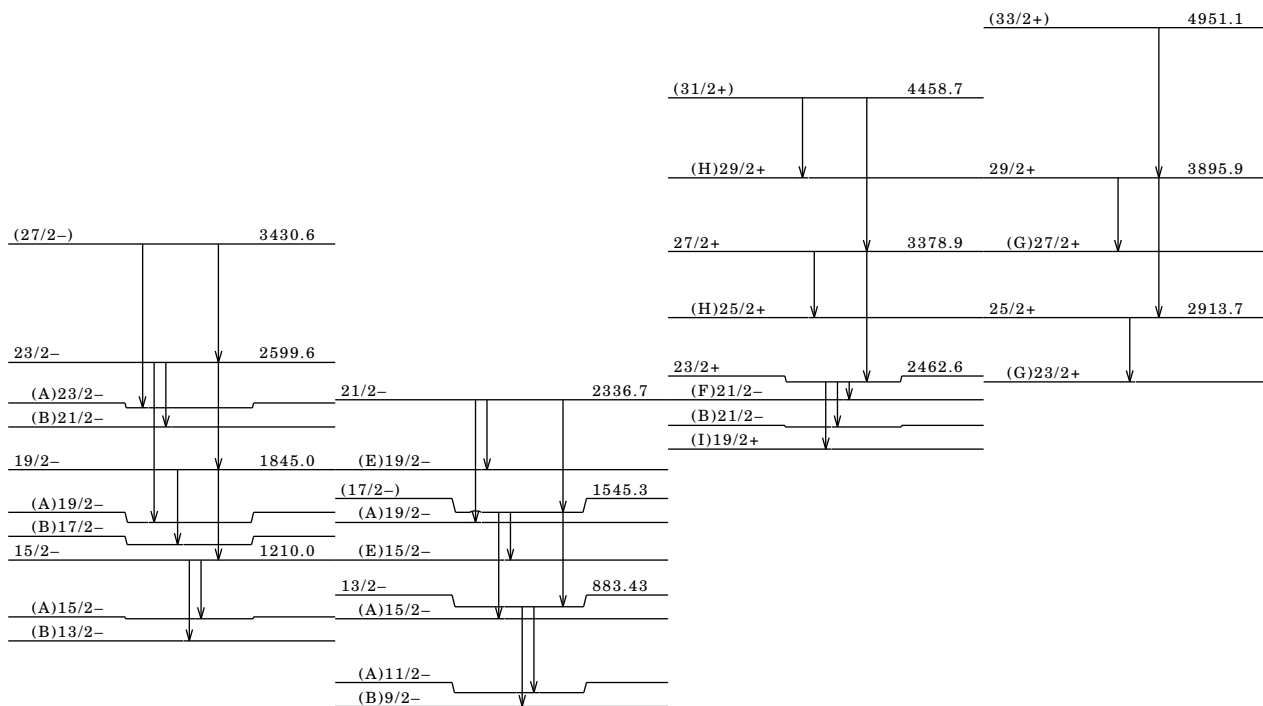 (33/2+) 4951.1
(31/2+) 4458.7
(H)29/2+
29/2+ 3895.9
(27/2−) 3430.6
27/2+ 3378.9
(G)27/2+
(H)25/2+
25/2+ 2913.7
23/2− 2599.6
23/2+ 2462.6
(G)23/2+
(A)23/2−
21/2− 2336.7
(F)21/2−
(B)21/2−
(B)21/2−
(I)19/2+
19/2− 1845.0
(E)19/2−
(17/2−) 1545.3
(A)19/2−
(A)19/2−
(B)17/2−
15/2− 1210.0
(E)15/2−
13/2− 883.43
(A)15/2−
(A)15/2−
(B)13/2−
(A)11/2−
(B)9/2−